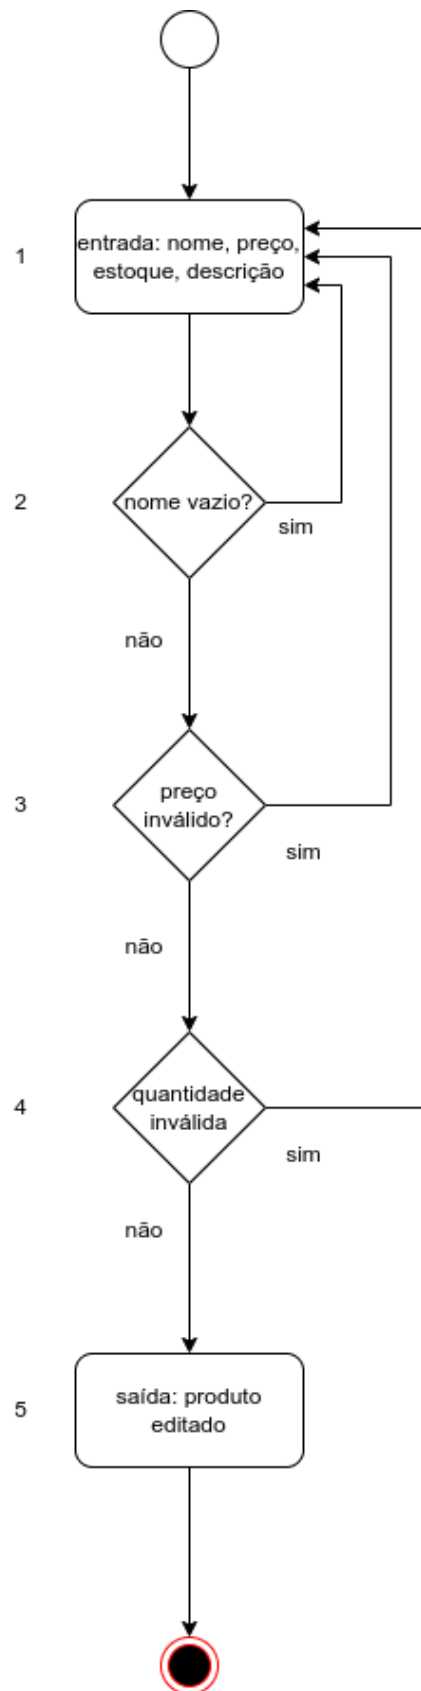 1
entrada: nome, preço,
estoque, descrição
2
nome vazio?
sim
não
3
preço
inválido?
sim
não
4
quantidade
inválida
sim
não
5
saída: produto
editado